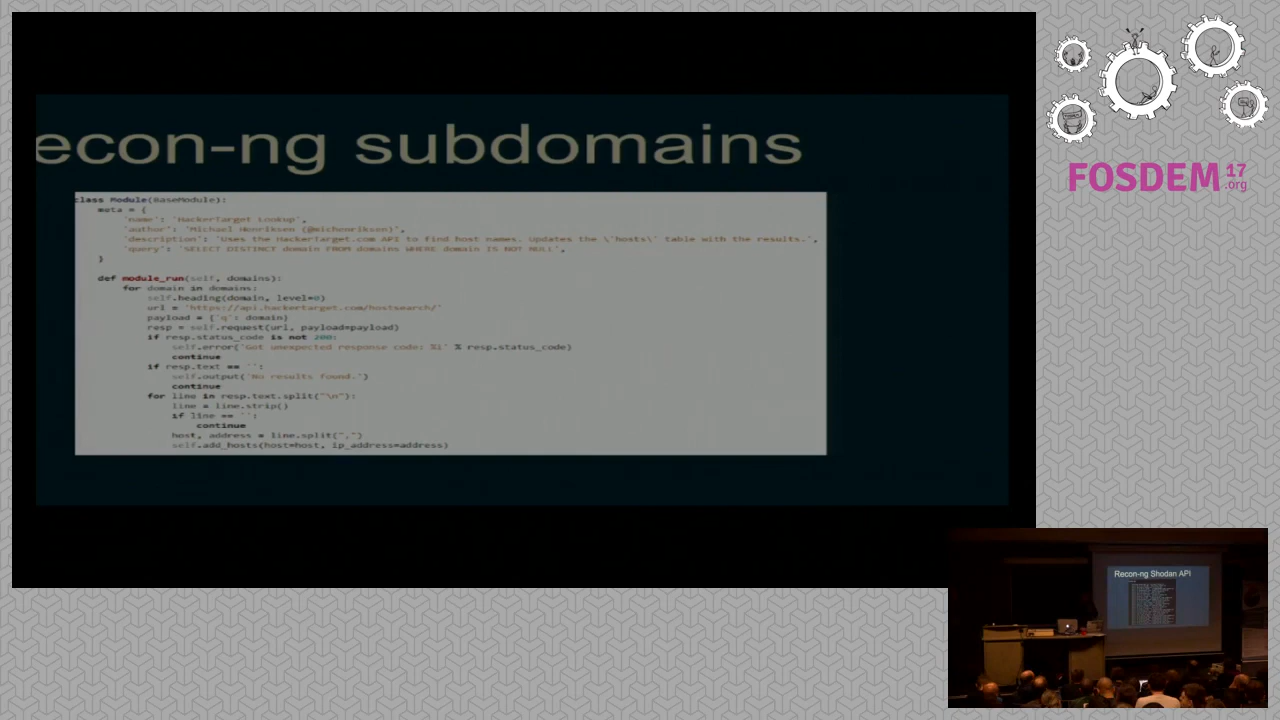 econ-ng subdomains
class Module(BaseModule):
meta = {
'name': 'HackerTarget Lookup',
'author': 'Michael Henriksen (@michenriksen)',
'description': 'Uses the HackerTarget.com API to find host names. Updates the \'hosts\' table with the results.',
'query': 'SELECT DISTINCT domain FROM domains WHERE domain IS NOT NULL',
}
def module_run(self, domains):
for domain in domains:
self.heading(domain, level=0)
url = 'https://api.hackertarget.com/hostsearch/'
payload = {'q': domain}
resp = self.request(url, payload=payload)
if resp.status_code is not 200:
self.error('Got unexpected response code: %i' % resp.status_code)
continue
if resp.text == '':
self.output('No results found.')
continue
for line in resp.text.split("\n"):
line = line.strip()
if line == '':
continue
host, address = line.split(",")
self.add_hosts(host=host, ip_address=address)
FOSDEM 17
.org
Recon-ng Shodan API